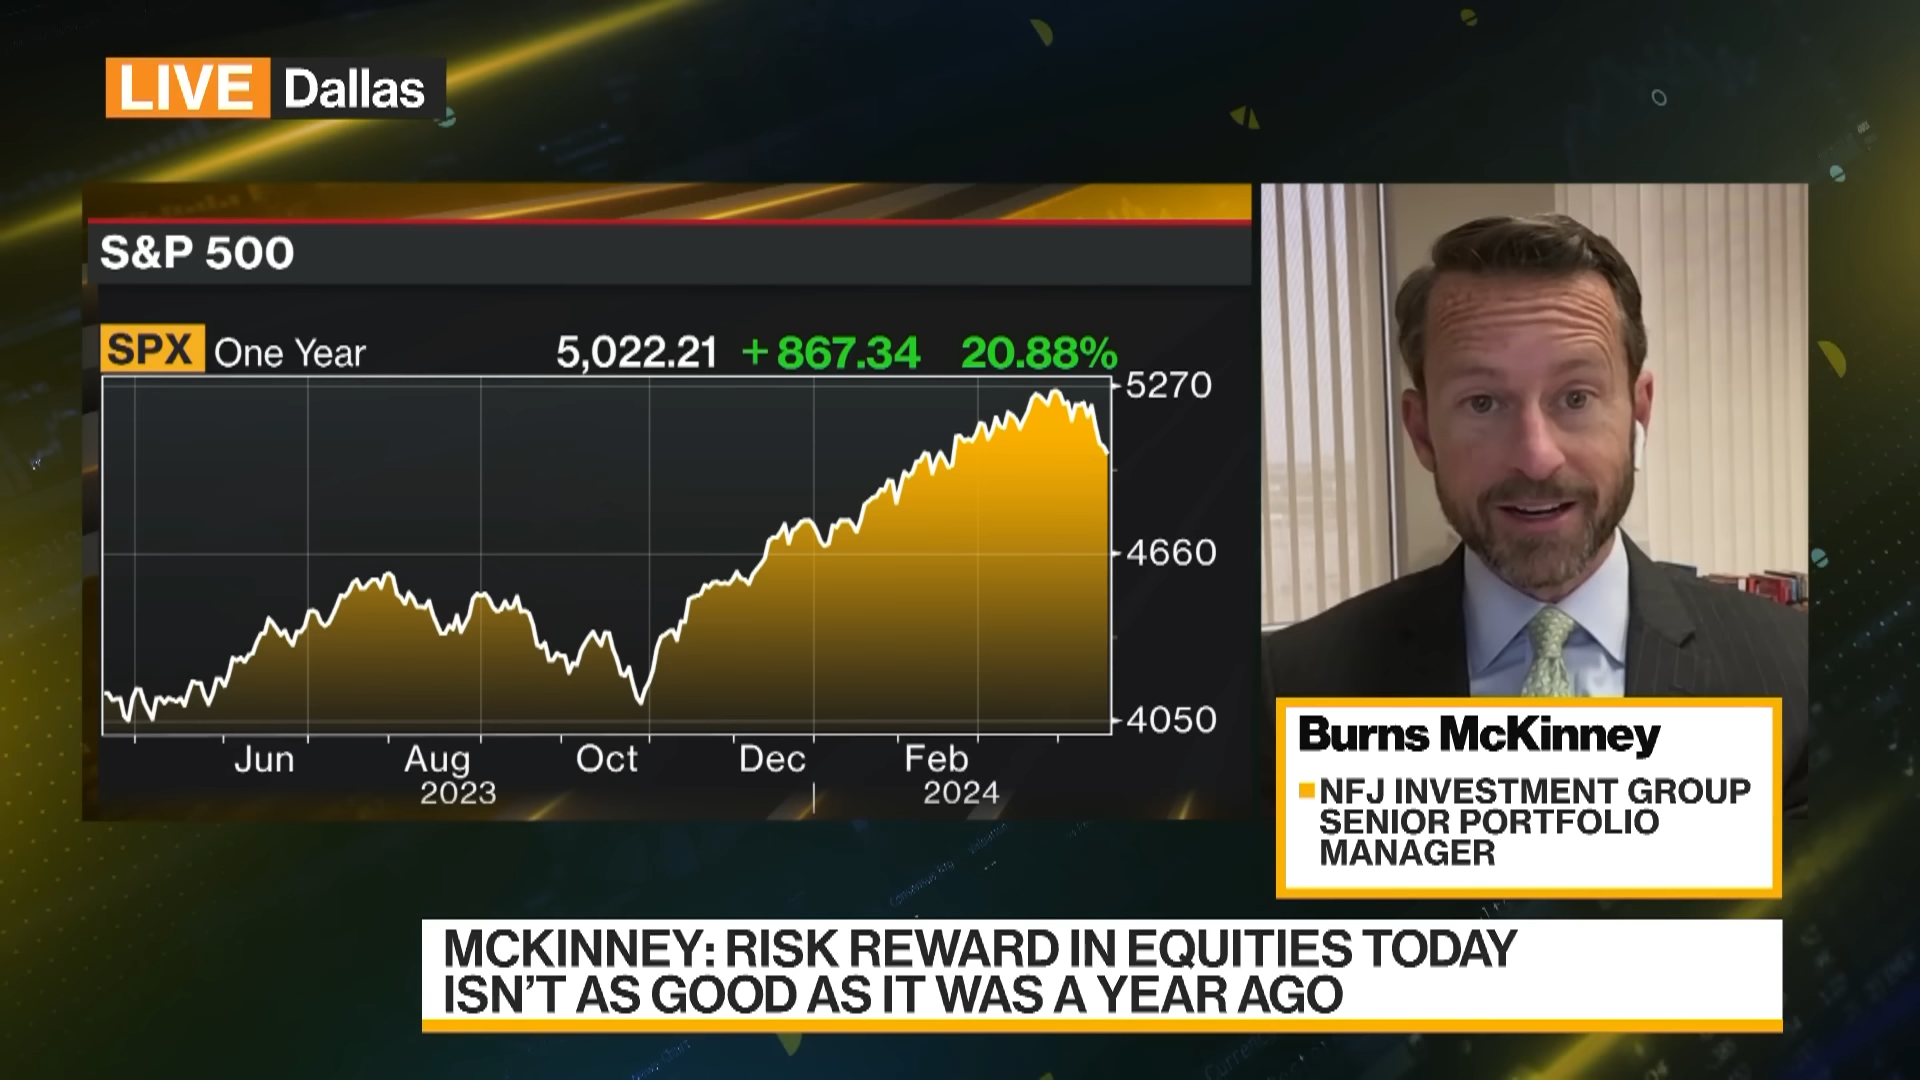 LIVE Dallas
S&P 500
SPX One Year 5,022.21 +867.34 20.88%
5270
4660
4050
Jun Aug Oct Dec Feb
2023 2024
Burns McKinney
NFJ INVESTMENT GROUP
SENIOR PORTFOLIO
MANAGER
MCKINNEY: RISK REWARD IN EQUITIES TODAY
ISN'T AS GOOD AS IT WAS A YEAR AGO